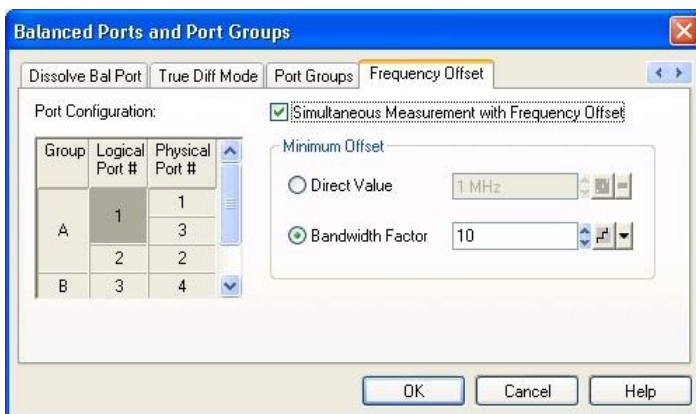 Balanced Ports and Port Groups
Dissolve Bal Port True Diff Mode Port Groups Frequency Offset
Port Configuration:
Simultaneous Measurement with Frequency Offset
Group Logical Port # Physical Port #
A 1 1
3
2 2
B 3 4
Minimum Offset
Direct Value 1 MHz
Bandwidth Factor 10
OK Cancel Help